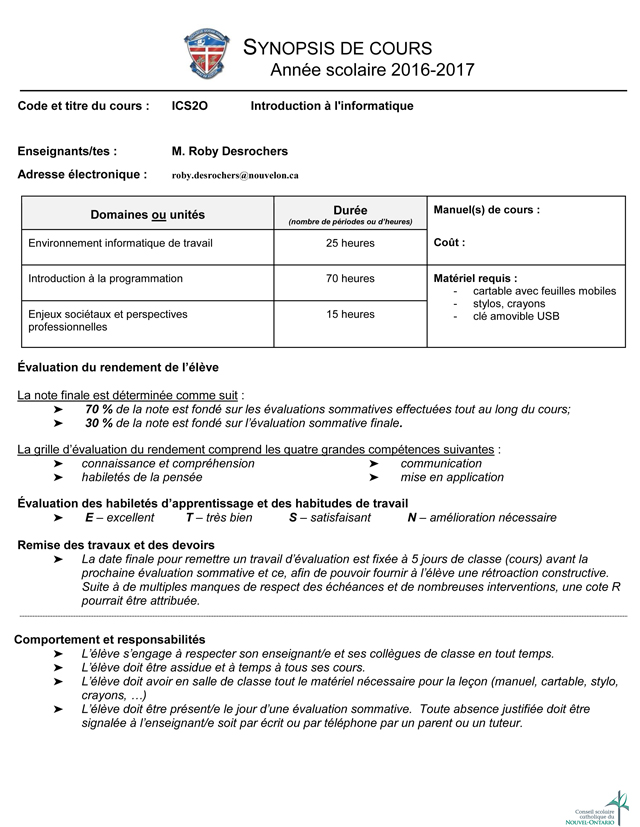 SYNOPSIS DE COURS
Année scolaire 2016-2017
Code et titre du cours : ICS2O Introduction à l'informatique
Enseignants/tes : M. Roby Desrochers
Adresse électronique : roby.desrochers@nouvelon.ca
Domaines ou unités
Durée
(nombre de périodes ou d'heures)
Manuel(s) de cours :
Environnement informatique de travail
25 heures
Coût :
Introduction à la programmation
70 heures
Matériel requis :
- cartable avec feuilles mobiles
- stylos, crayons
- clé amovible USB
Enjeux sociétaux et perspectives
professionnelles
15 heures
Évaluation du rendement de l'élève
La note finale est déterminée comme suit :
➤ 70 % de la note est fondé sur les évaluations sommatives effectuées tout au long du cours;
➤ 30 % de la note est fondé sur l'évaluation sommative finale.
La grille d'évaluation du rendement comprend les quatre grandes compétences suivantes :
➤ connaissance et compréhension ➤ communication
➤ habiletés de la pensée ➤ mise en application
Évaluation des habiletés d'apprentissage et des habitudes de travail
➤ E – excellent T – très bien S – satisfaisant N – amélioration nécessaire
Remise des travaux et des devoirs
➤ La date finale pour remettre un travail d'évaluation est fixée à 5 jours de classe (cours) avant la
prochaine évaluation sommative et ce, afin de pouvoir fournir à l'élève une rétroaction constructive.
Suite à de multiples manques de respect des échéances et de nombreuses interventions, une cote R
pourrait être attribuée.
Comportement et responsabilités
➤ L'élève s'engage à respecter son enseignant/e et ses collègues de classe en tout temps.
➤ L'élève doit être assidue et à temps à tous ses cours.
➤ L'élève doit avoir en salle de classe tout le matériel nécessaire pour la leçon (manuel, cartable, stylo,
crayons, …)
➤ L'élève doit être présent/e le jour d'une évaluation sommative. Toute absence justifiée doit être
signalée à l'enseignant/e soit par écrit ou par téléphone par un parent ou un tuteur.
Conseil scolaire
catholique du
NOUVEL-ONTARIO